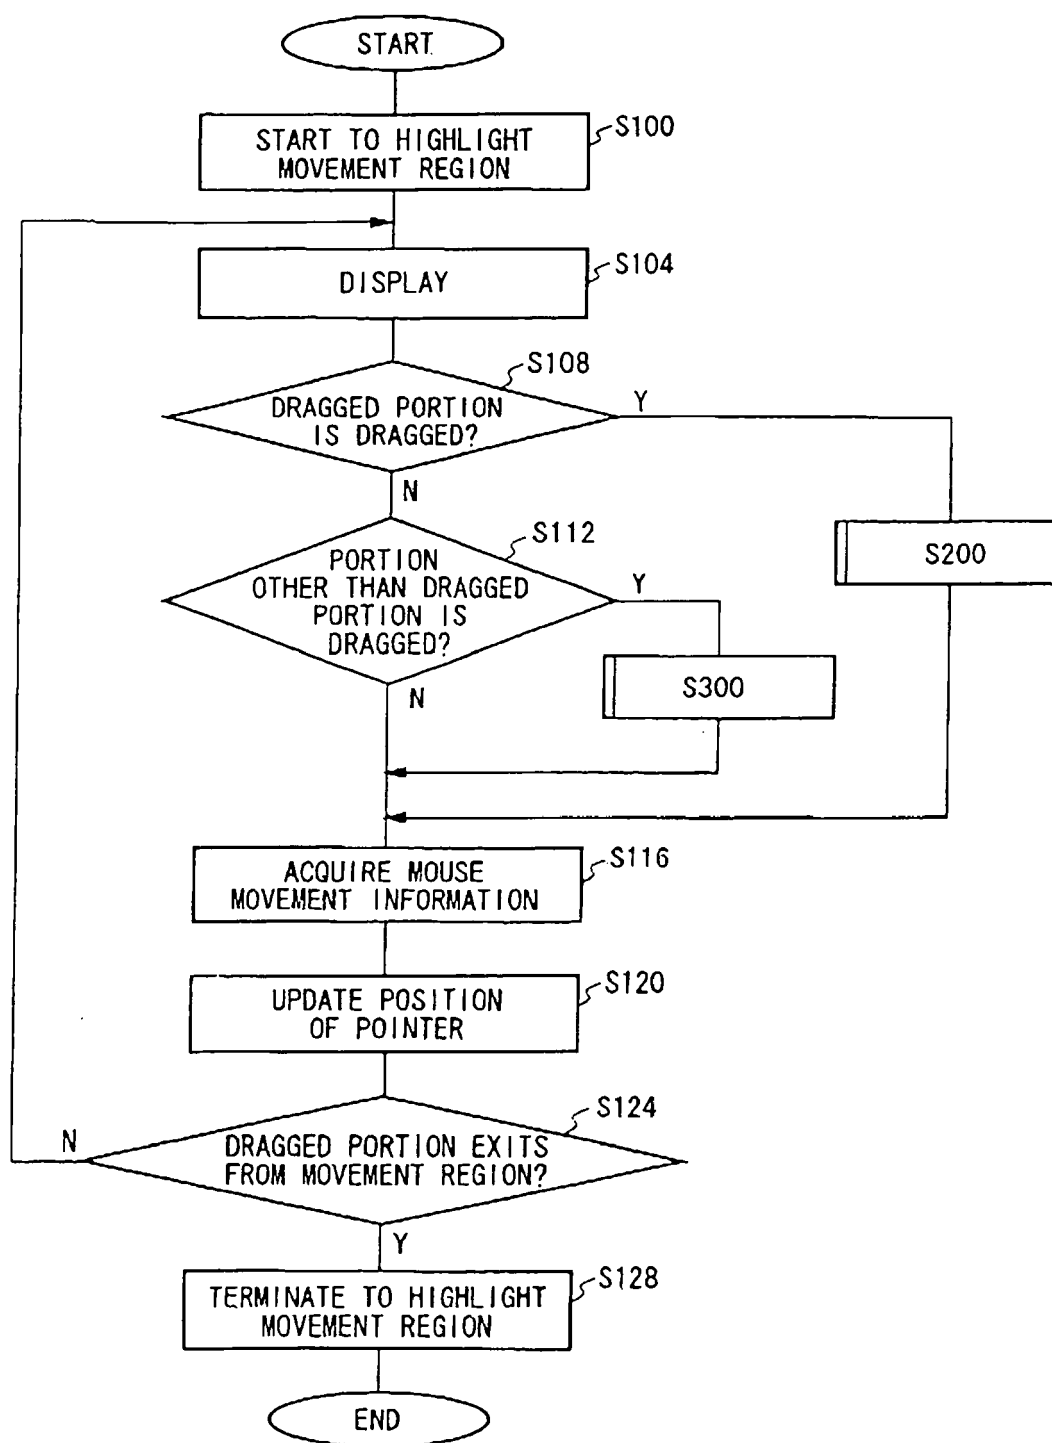 START
START TO HIGHLIGHT
MOVEMENT REGION
S100
DISPLAY
S104
S108
DRAGGED PORTION
IS DRAGGED?
Y
N
S200
S112
PORTION
OTHER THAN DRAGGED
PORTION IS
DRAGGED?
Y
N
S300
ACQUIRE MOUSE
MOVEMENT INFORMATION
S116
UPDATE POSITION
OF POINTER
S120
S124
DRAGGED PORTION EXITS
FROM MOVEMENT REGION?
N
Y
TERMINATE TO HIGHLIGHT
MOVEMENT REGION
S128
END